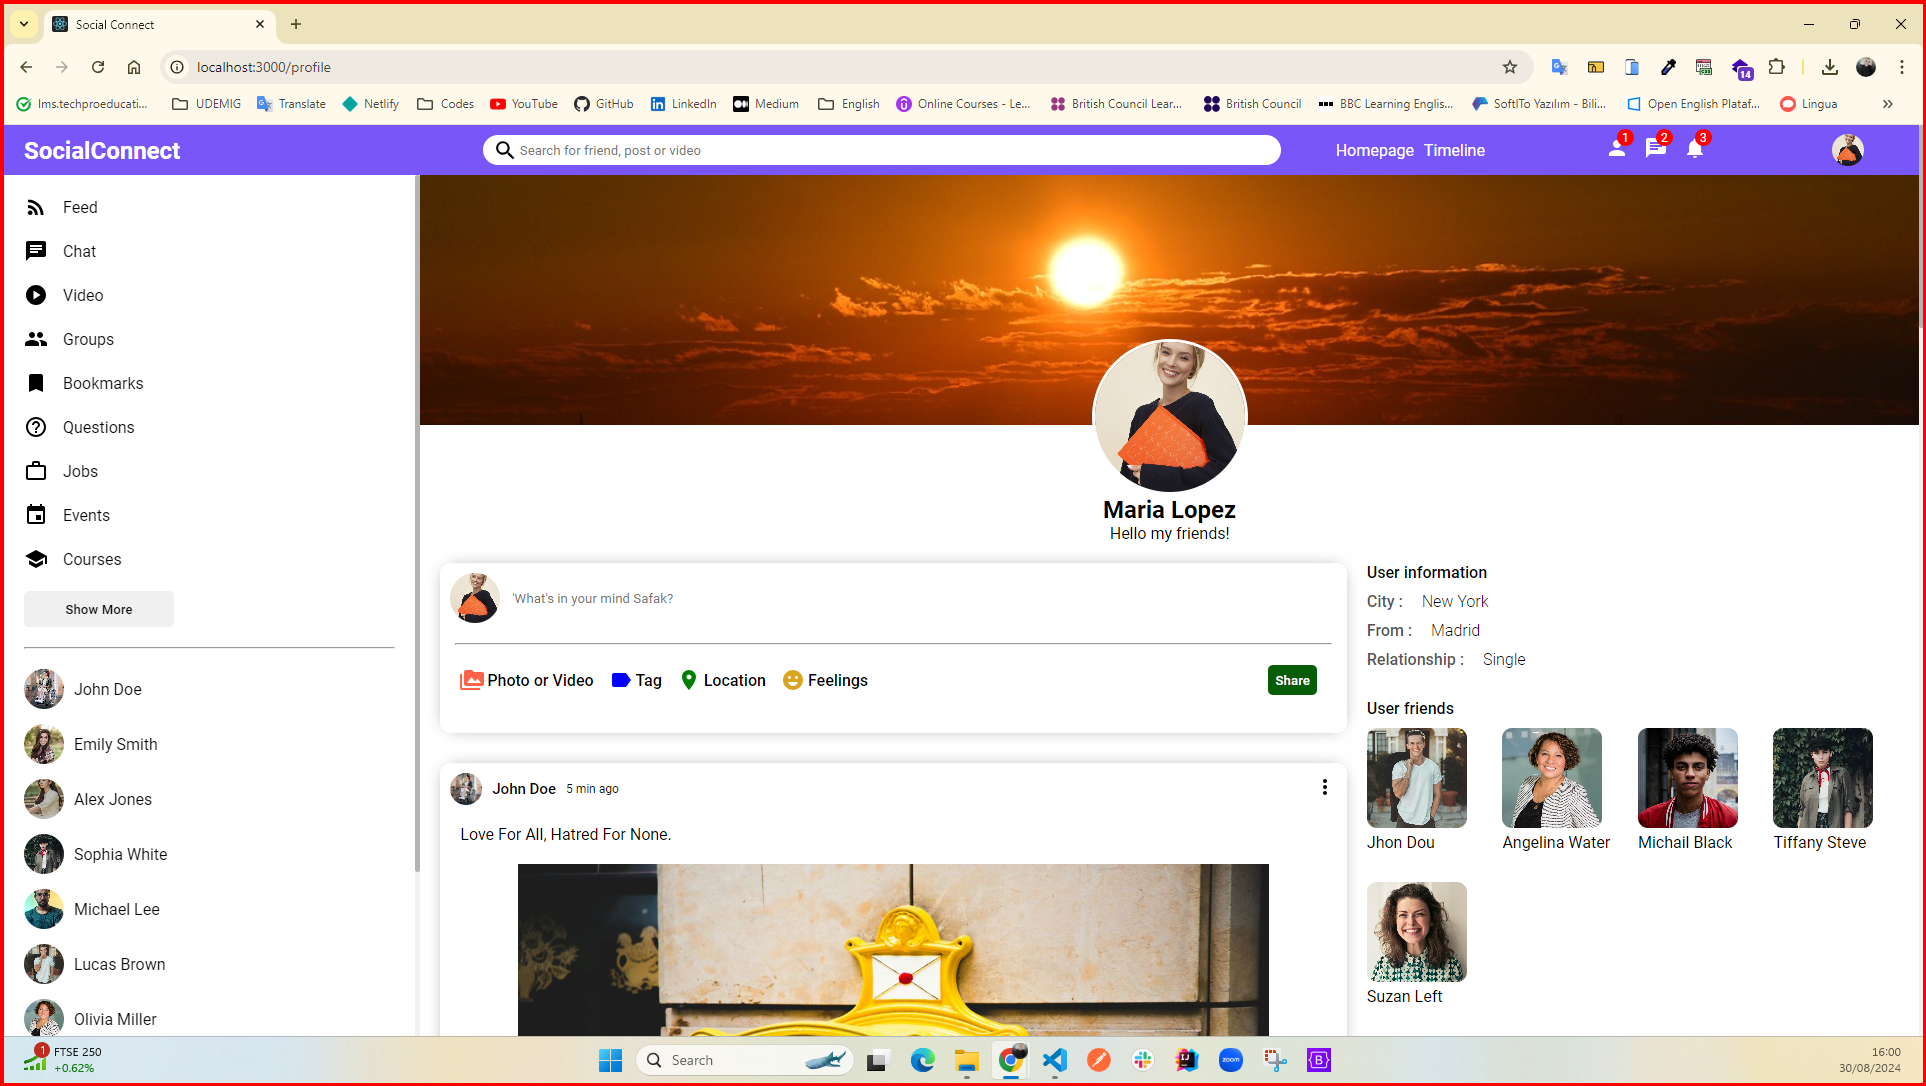 Social Connect
localhost:3000/profile
14
lms.techproeducati...
UDEMIG
Translate
Netlify
Codes
YouTube
GitHub
LinkedIn
Medium
English
Online Courses - Le...
British Council Lear...
British Council
BBC Learning Englis...
SoftITo Yazılım - Bili...
Open English Plataf...
Lingua
SocialConnect
Search for friend, post or video
Homepage
Timeline
1
2
3
Feed
Chat
Video
Groups
Bookmarks
Questions
Jobs
Events
Courses
Show More
John Doe
Emily Smith
Alex Jones
Sophia White
Michael Lee
Lucas Brown
Olivia Miller
Maria Lopez
Hello my friends!
'What's in your mind Safak?
Photo or Video
Tag
Location
Feelings
Share
John Doe
5 min ago
Love For All, Hatred For None.
User information
City :
New York
From :
Madrid
Relationship :
Single
User friends
Jhon Dou
Angelina Water
Michail Black
Tiffany Steve
Suzan Left
1
FTSE 250
+0.62%
Search
zoom
16:00
30/08/2024